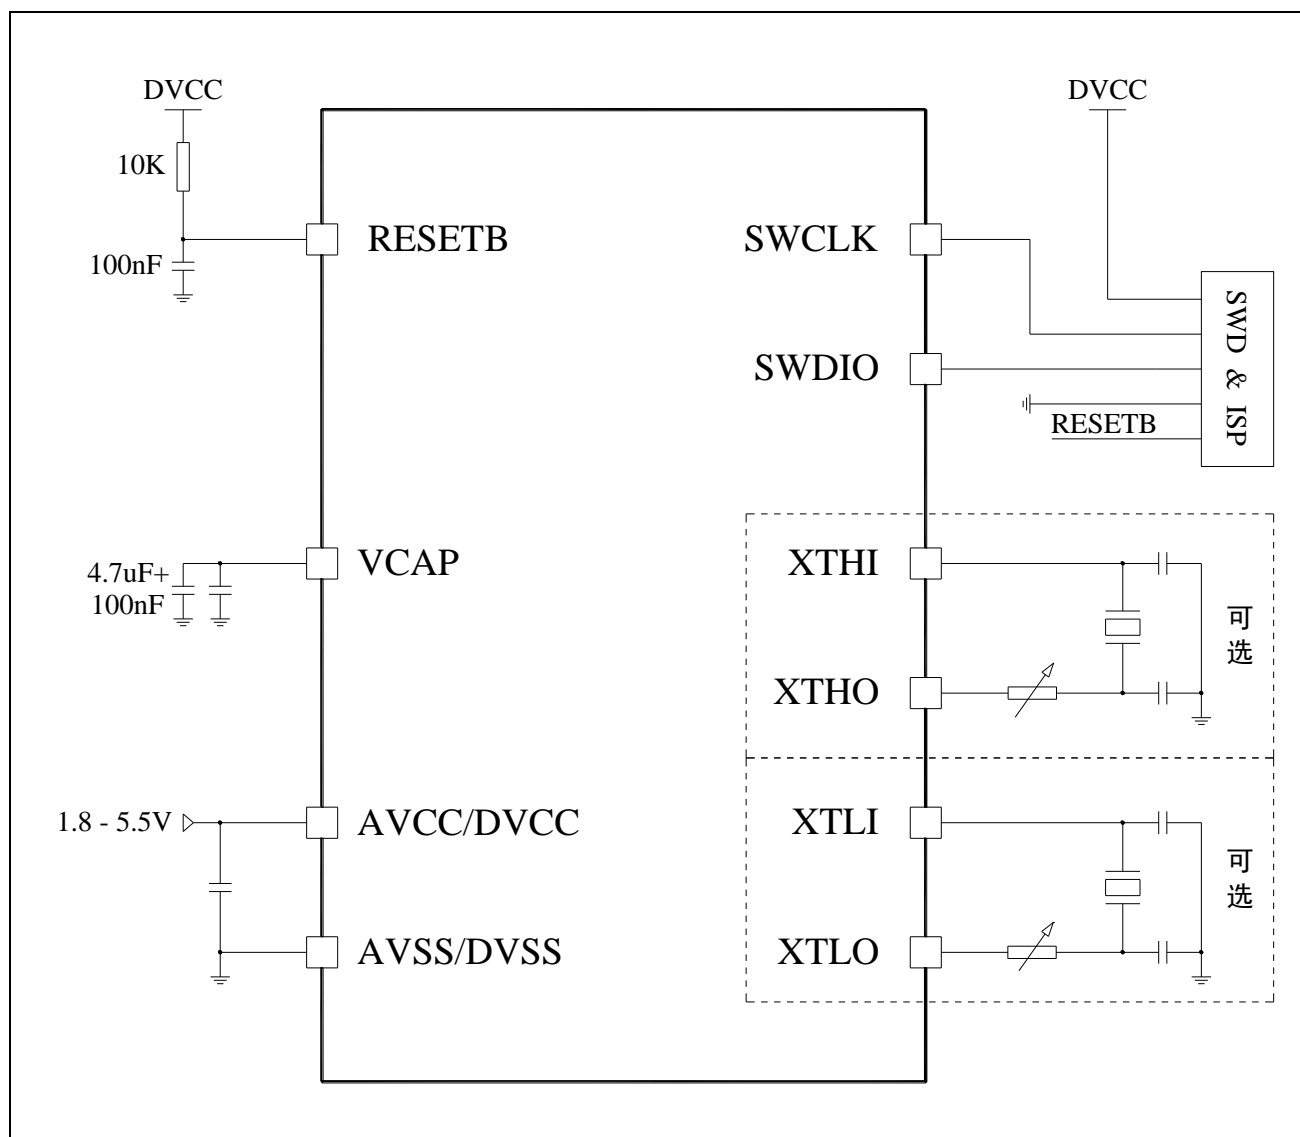 DVCC
DVCC
10K
RESETB
SWCLK
100nF
SWD & ISP
SWDIO
RESETB
VCAP
XTHI
4.7uF+
100nF
可选
XTHO
1.8 - 5.5V
AVCC/DVCC
XTLI
可选
AVSS/DVSS
XTLO